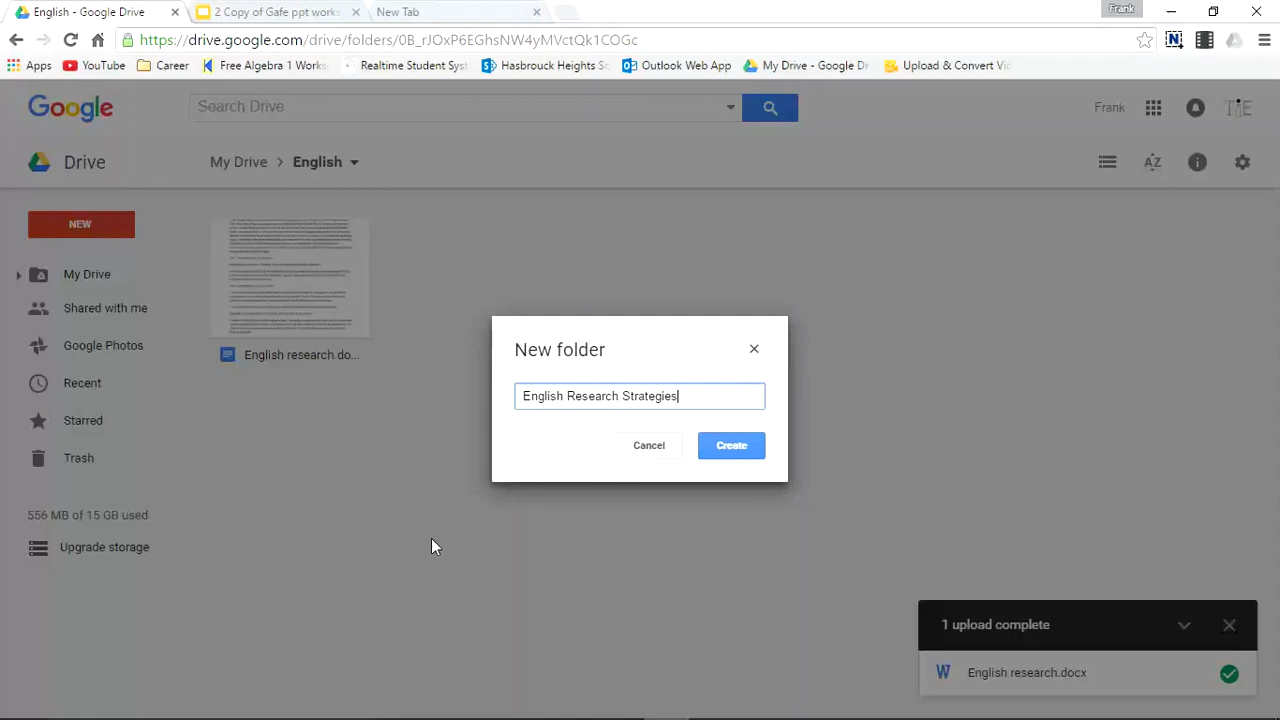 English - Google Drive
2 Copy of Gafe ppt works
New Tab
Frank
https://drive.google.com/drive/folders/0B_rJOxP6EGhsNW4yMVctQk1COGc
Apps
YouTube
Career
Free Algebra 1 Works
Realtime Student Sys
Hasbrouck Heights Sc
Outlook Web App
My Drive - Google Dr
Upload & Convert Vid
Google
Search Drive
Frank
TiE
Drive
My Drive > English
NEW
My Drive
Shared with me
Google Photos
Recent
Starred
Trash
556 MB of 15 GB used
Upgrade storage
English research do...
New folder
English Research Strategies
Cancel
Create
1 upload complete
English research.docx